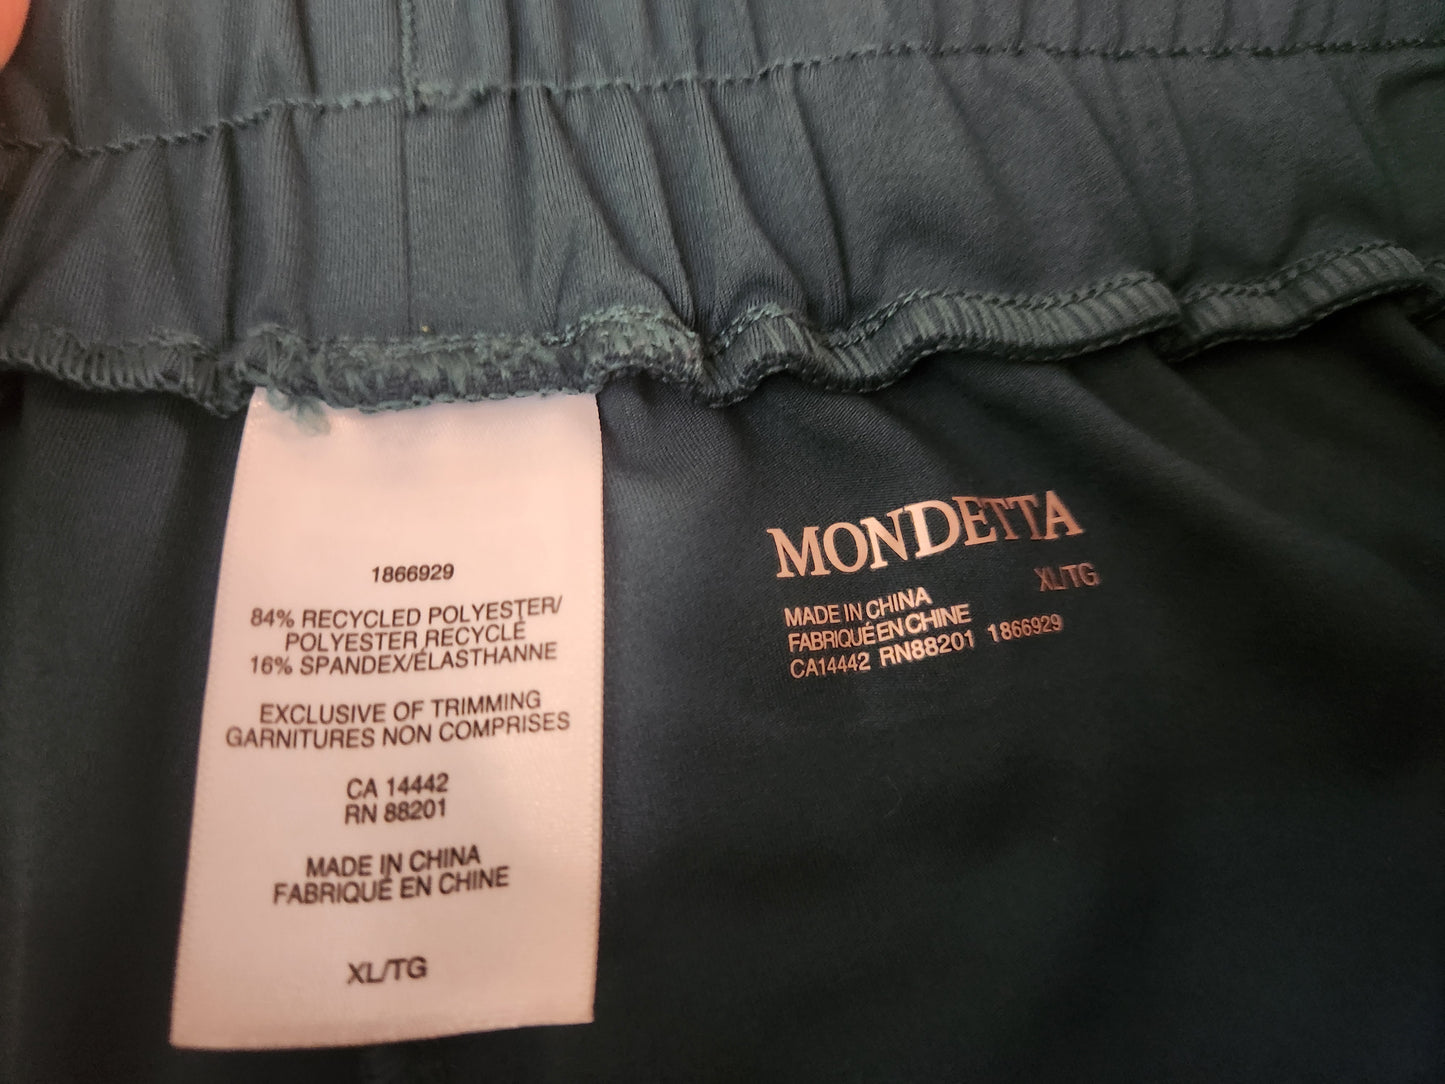 1866929
84% RECYCLED POLYESTER/
POLYESTER RECYCLÉ
16% SPANDEX/ÉLASTHANNE
EXCLUSIVE OF TRIMMING
GARNITURES NON COMPRISES
CA 14442
RN 88201
MADE IN CHINA
FABRIQUÉ EN CHINE
XL/TG
MONDETTA
XL/TG
MADE IN CHINA
FABRIQUÉ EN CHINE
CA14442 RN88201 1866929